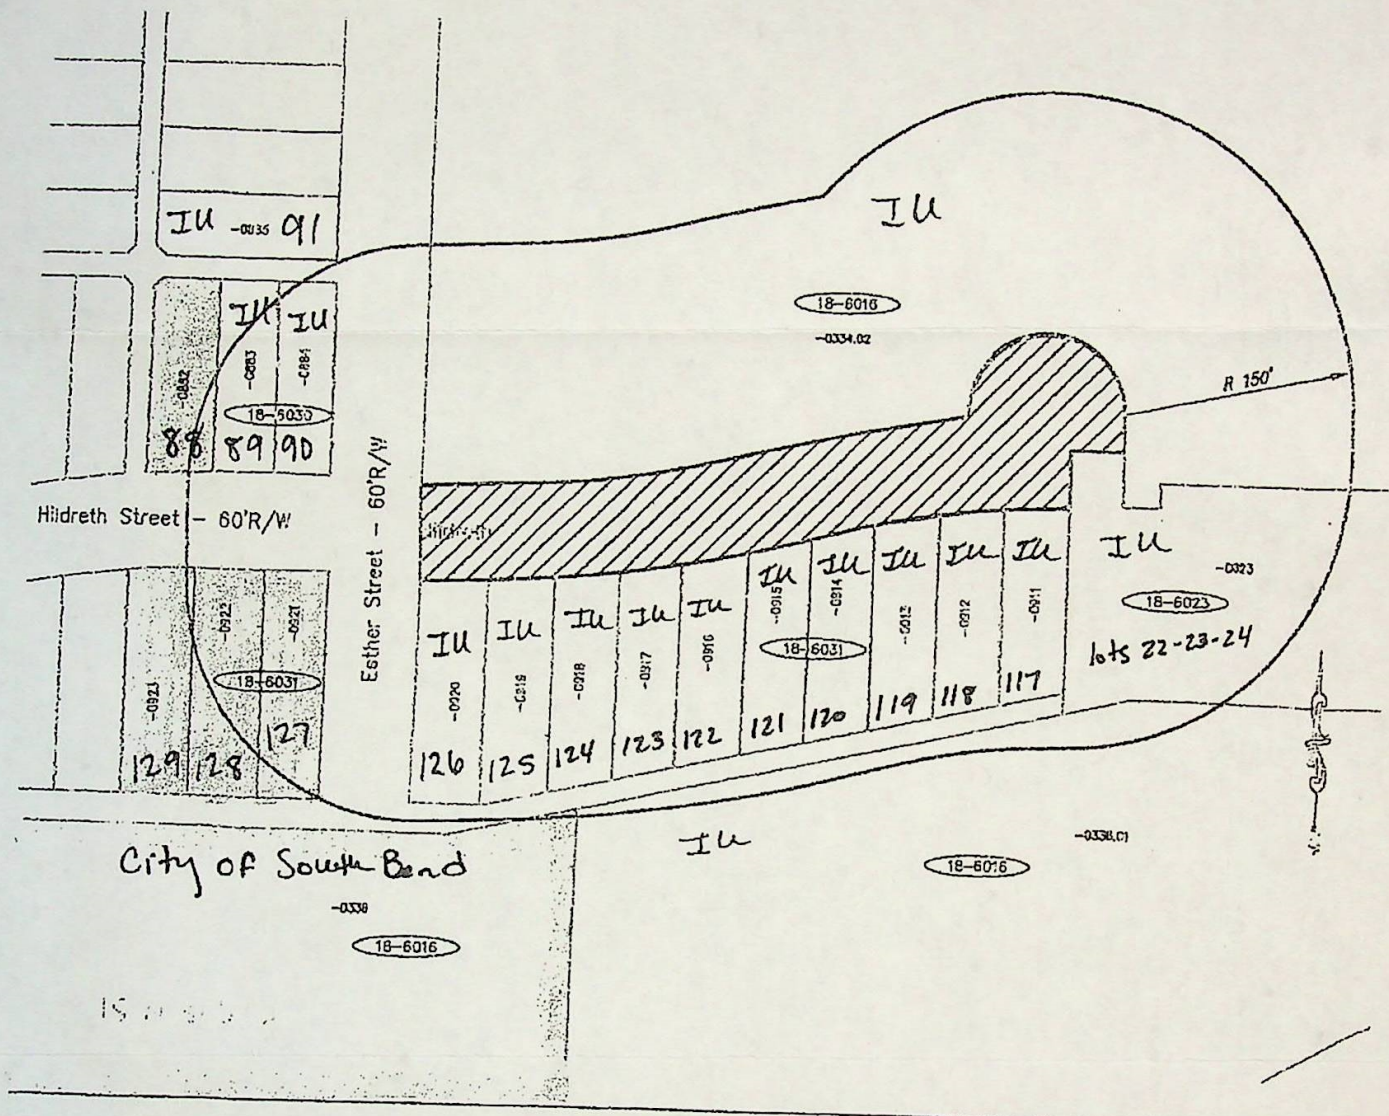 IU -0835 91
IU
18-6016
-0334.02
IU IU
-0882 -0883 -0884
18-6030
88 89 90
R 150'
Hildreth Street - 60'R/W
Esther Street - 60'R/W
IU IU IU IU IU IU IU IU IU IU
-0920 -0919 -0918 -0917 -0916 -0915 -0914 -0913 -0912 -0911
18-6031
126 125 124 123 122 121 120 119 118 117
IU
-0323
18-6023
lots 22-23-24
-0923 -0922 -0921
18-6031
129 128 127
City of South Bend
-0338
18-6016
IU
-0338.01
18-6016